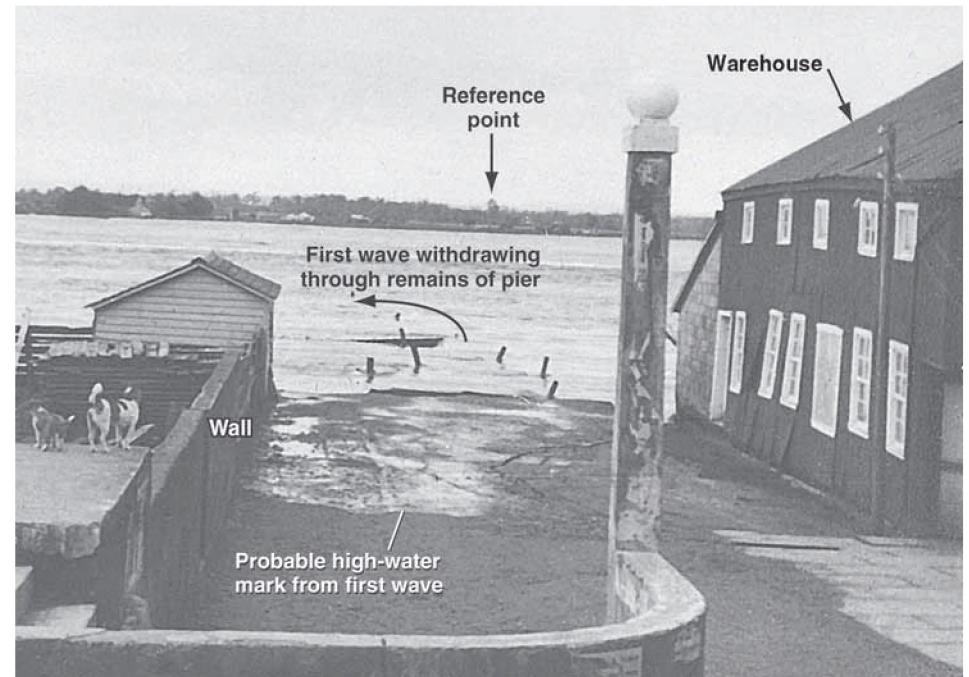 Warehouse
Reference
point
First wave withdrawing
through remains of pier
Wall
Probable high-water
mark from first wave